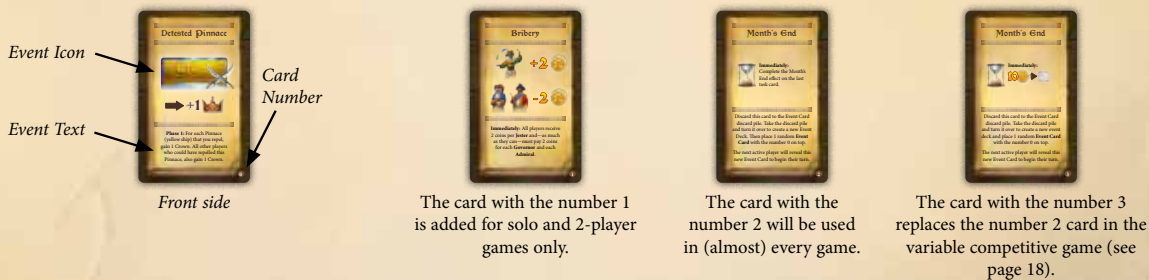 Event Icon
Event Text
Card
Number
Detested Pinnace
+1
Phase 1: For each Pinnace
(yellow ship) that you repel,
gain 1 Crown. All other players
who could have repelled this
Pinnace, also gain 1 Crown.
Front side
Bribery
+2
-2
Immediately: All players receive
2 coins per Jester and—as much
as they can—must pay 2 coins
for each Governor and each
Admiral.
1
The card with the number 1
is added for solo and 2-player
games only.
Month's End
Immediately:
Complete the Month's
End effect on the last
task card.
Discard this card to the Event Card
discard pile. Take the discard pile
and turn it over to create a new Event
Deck. Then place 1 random Event
Card with the number 0 on top.
The next active player will reveal this
new Event Card to begin their turn.
2
The card with the
number 2 will be used
in (almost) every game.
Month's End
Immediately:
10
Discard this card to the Event Card
discard pile. Take the discard pile
and turn it over to create a new event
deck and place 1 random Event Card
with the number 0 on top.
The next active player will reveal this
new Event Card to begin their turn.
The card with the number 3
replaces the number 2 card in the
variable competitive game (see
page 18).